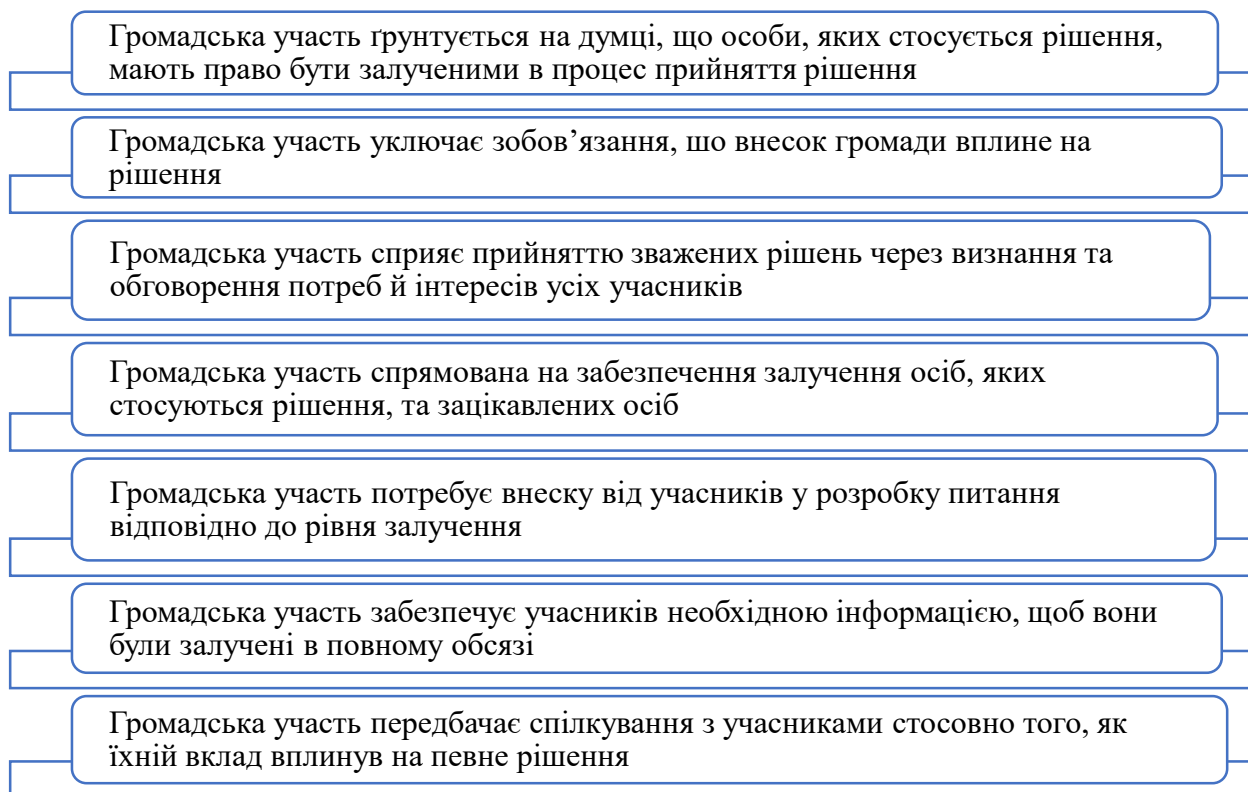 Громадська участь ґрунтується на думці, що особи, яких стосується рішення,
мають право бути залученими в процес прийняття рішення
Громадська участь уключає зобов’язання, шо внесок громади вплине на
рішення
Громадська участь сприяє прийняттю зважених рішень через визнання та
обговорення потреб й інтересів усіх учасників
Громадська участь спрямована на забезпечення залучення осіб, яких
стосуються рішення, та зацікавлених осіб
Громадська участь потребує внеску від учасників у розробку питання
відповідно до рівня залучення
Громадська участь забезпечує учасників необхідною інформацією, щоб вони
були залучені в повному обсязі
Громадська участь передбачає спілкування з учасниками стосовно того, як
їхній вклад вплинув на певне рішення